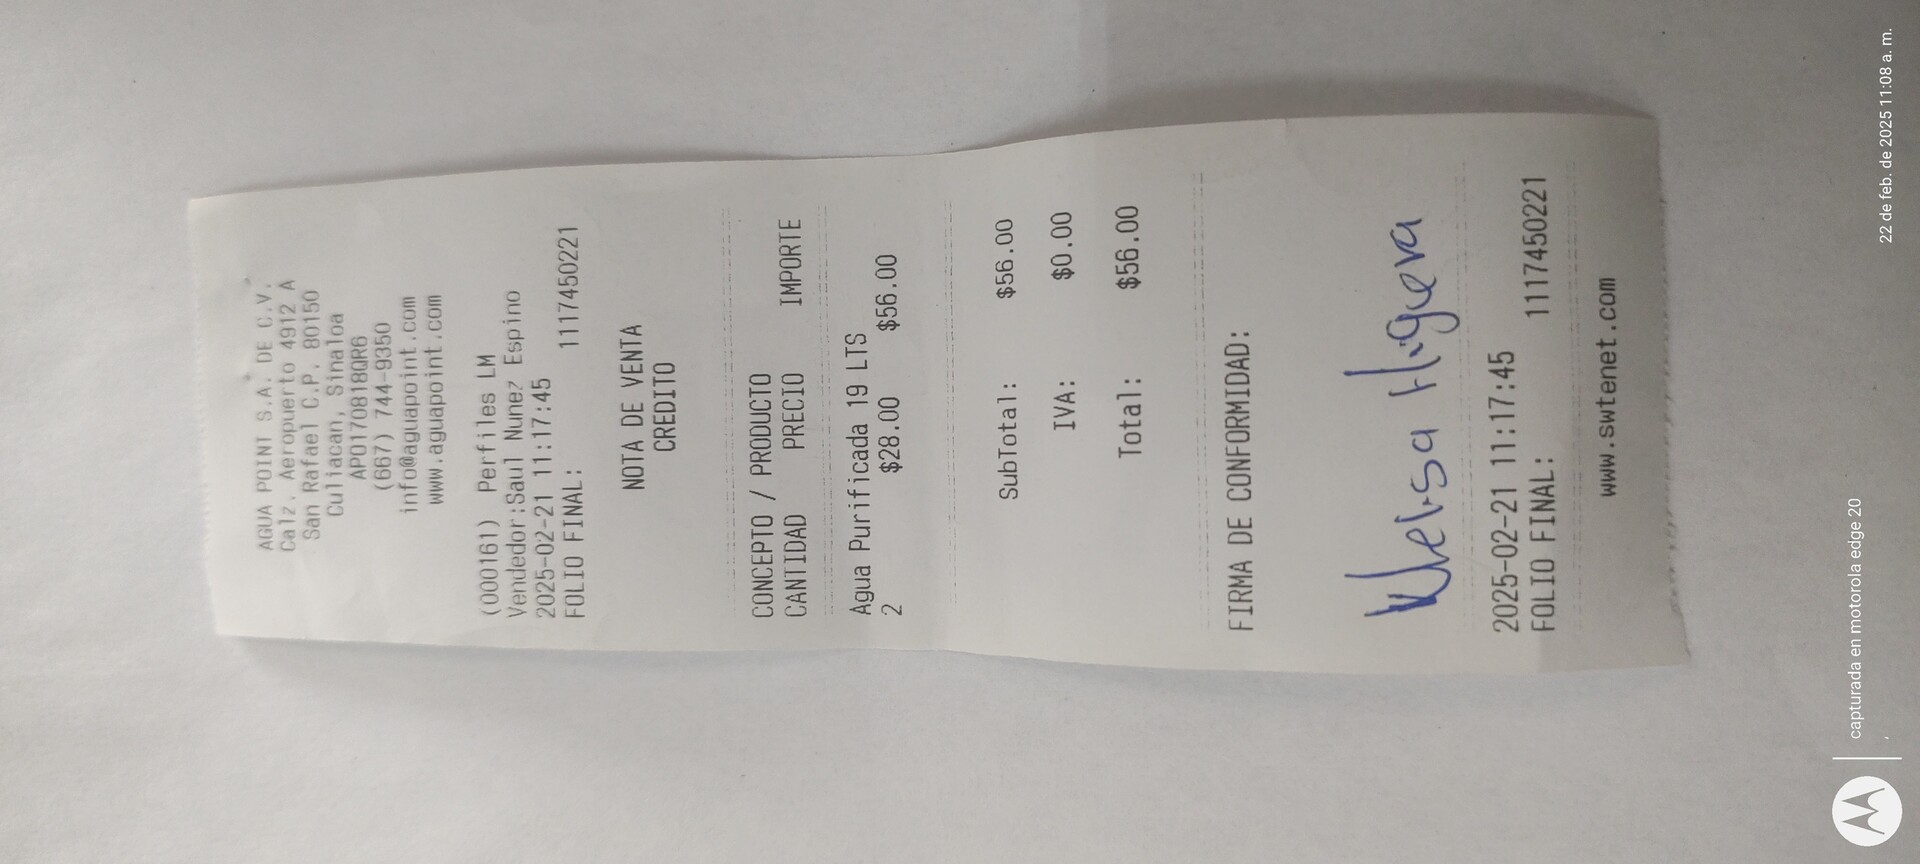 AGUA POINT S.A. DE C.V.
Calz. Aeropuerto 4912 A
San Rafael C.P. 80150
Culiacan, Sinaloa
APO170818QR6
(667) 744-9350
info@aguapoint.com
www.aguapoint.com
(000161) Perfiles LM
Vendedor:Saul Nunez Espino
2025-02-21 11:17:45
FOLIO FINAL: 1117450221
NOTA DE VENTA
CREDITO
CONCEPTO / PRODUCTO
CANTIDAD PRECIO IMPORTE
Agua Purificada 19 LTS
2 $28.00 $56.00
SubTotal: $56.00
IVA: $0.00
Total: $56.00
FIRMA DE CONFORMIDAD:
Melisa Higuera
2025-02-21 11:17:45
FOLIO FINAL: 1117450221
www.swtenet.com
capturada en motorola edge 20
22 de feb. de 2025 11:08 a. m.